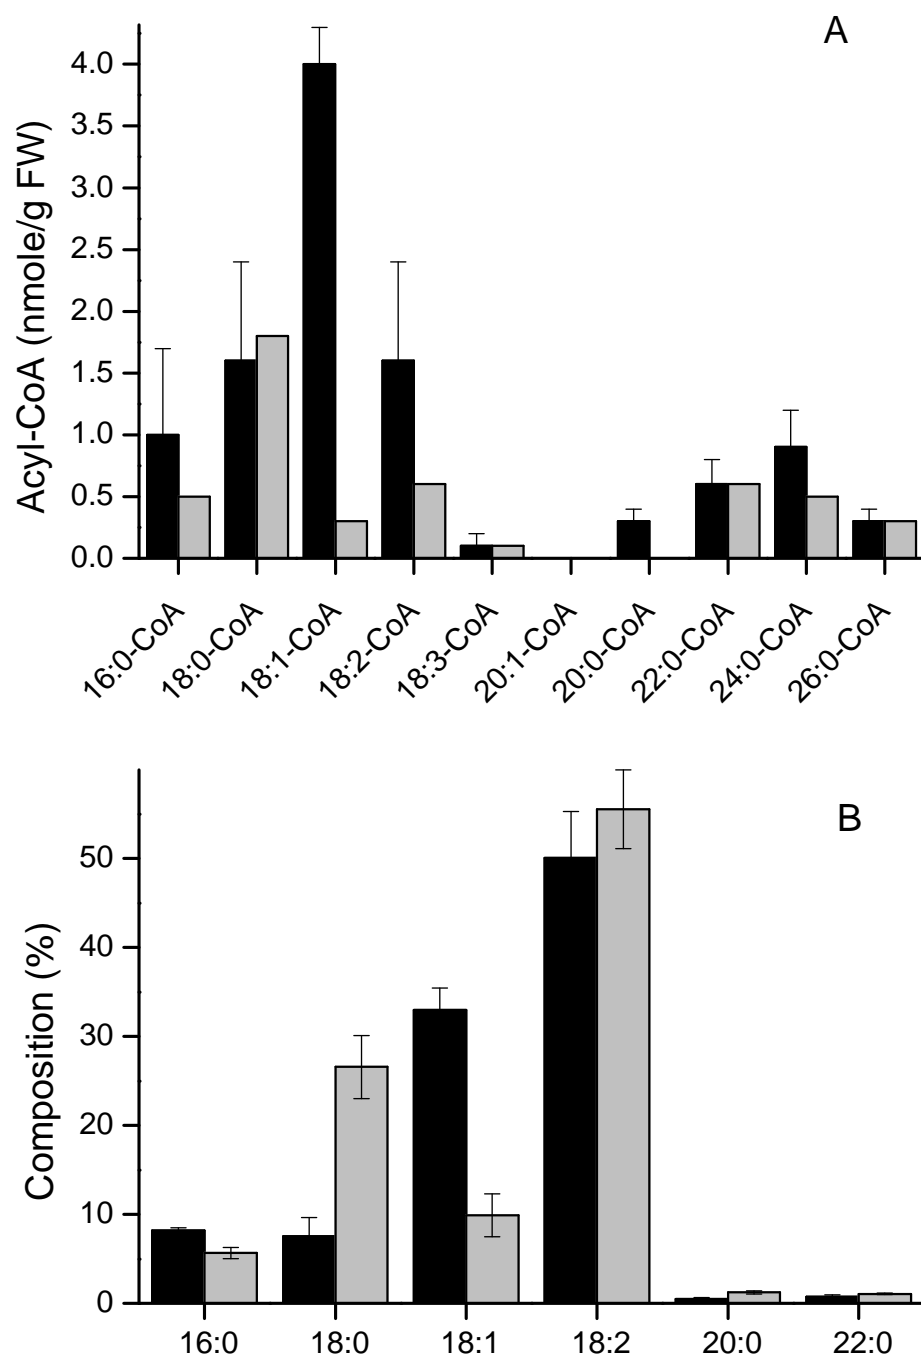 A
Acyl-CoA (nmole/g FW)
4.0
3.5
3.0
2.5
2.0
1.5
1.0
0.5
0.0
16:0-CoA
18:0-CoA
18:1-CoA
18:2-CoA
18:3-CoA
20:1-CoA
20:0-CoA
22:0-CoA
24:0-CoA
26:0-CoA
B
Composition (%)
50
40
30
20
10
0
16:0 18:0 18:1 18:2 20:0 22:0